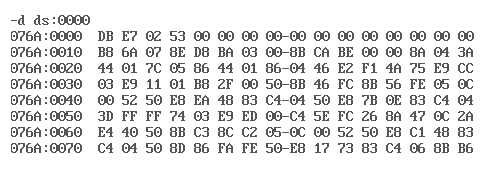 -d ds:0000
076A:0000  DB E7 02 53 00 00 00 00-00 00 00 00 00 00 00 00
076A:0010  B8 6A 07 8E D8 BA 03 00-8B CA BE 00 00 8A 04 3A
076A:0020  44 01 7C 05 86 44 01 86-04 46 E2 F1 4A 75 E9 CC
076A:0030  03 E9 11 01 B8 2F 00 50-8B 46 FC 8B 56 FE 05 0C
076A:0040  00 52 50 E8 EA 48 83 C4-04 50 E8 7B 0E 83 C4 04
076A:0050  3D FF FF 74 03 E9 ED 00-C4 5E FC 26 8A 47 0C 2A
076A:0060  E4 40 50 8B C3 8C C2 05-0C 00 52 50 E8 C1 48 83
076A:0070  C4 04 50 8D 86 FA FE 50-E8 17 73 83 C4 06 8B B6